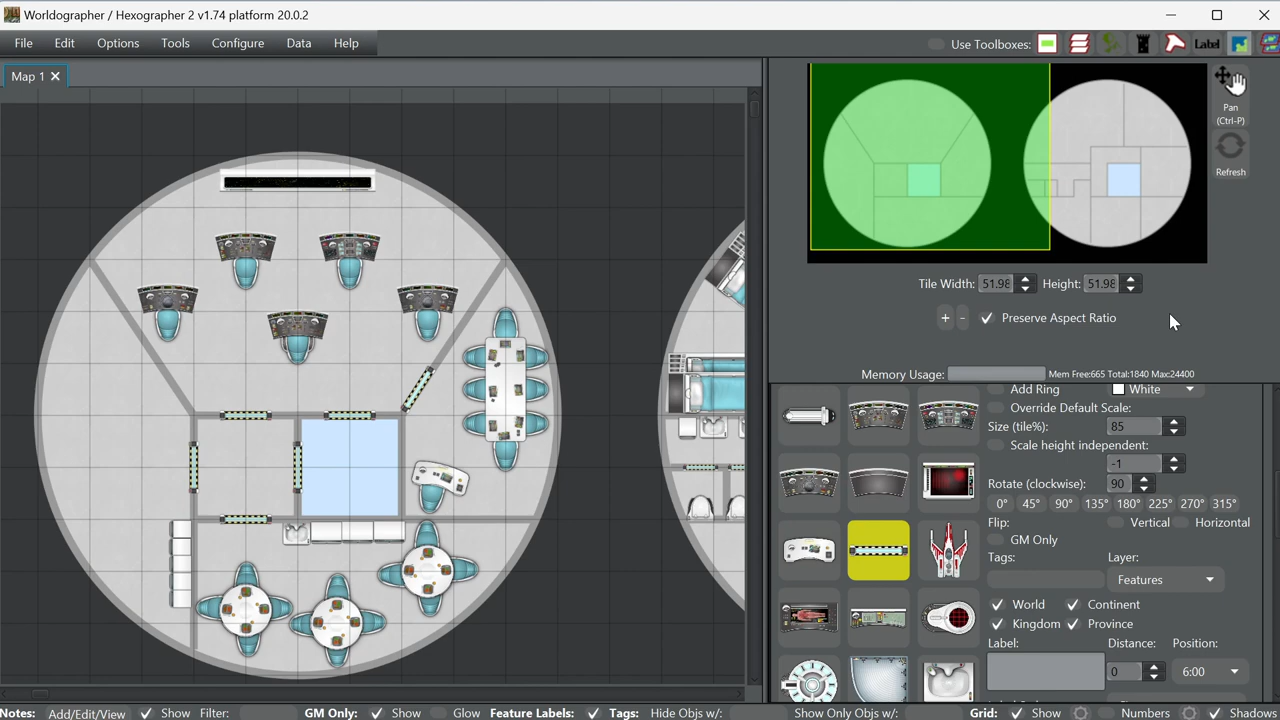 Worldographer / Hexographer 2 v1.74 platform 20.0.2
File Edit Options Tools Configure Data Help
Use Toolboxes: Label
Map 1
Pan
(Ctrl-P)
Refresh
Tile Width: 51.98 Height: 51.98
+ - Preserve Aspect Ratio
Memory Usage: Mem Free:665 Total:1840 Max:24400
Add Ring White
Override Default Scale:
Size (tile%): 85
Scale height independent:
-1
Rotate (clockwise): 90
0° 45° 90° 135° 180° 225° 270° 315°
Flip: Vertical Horizontal
GM Only
Tags: Layer:
Features
World Continent
Kingdom Province
Label: Distance: Position:
0 6:00
Notes: Add/Edit/View Show Filter: GM Only: Show Glow Feature Labels: Tags: Hide Objs w/: Show Only Objs w/: Grid: Show Numbers Shadows